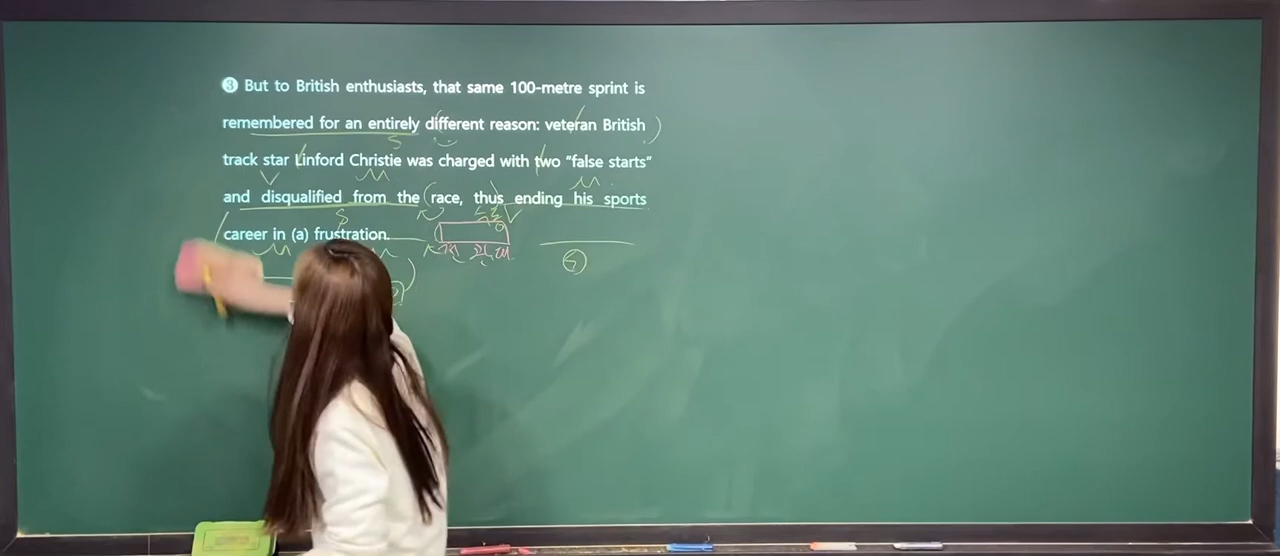 ③ But to British enthusiasts, that same 100-metre sprint is
remembered for an entirely different reason: veteran British
track star Linford Christie was charged with two "false starts"
and disqualified from the race, thus ending his sports
career in (a) frustration.